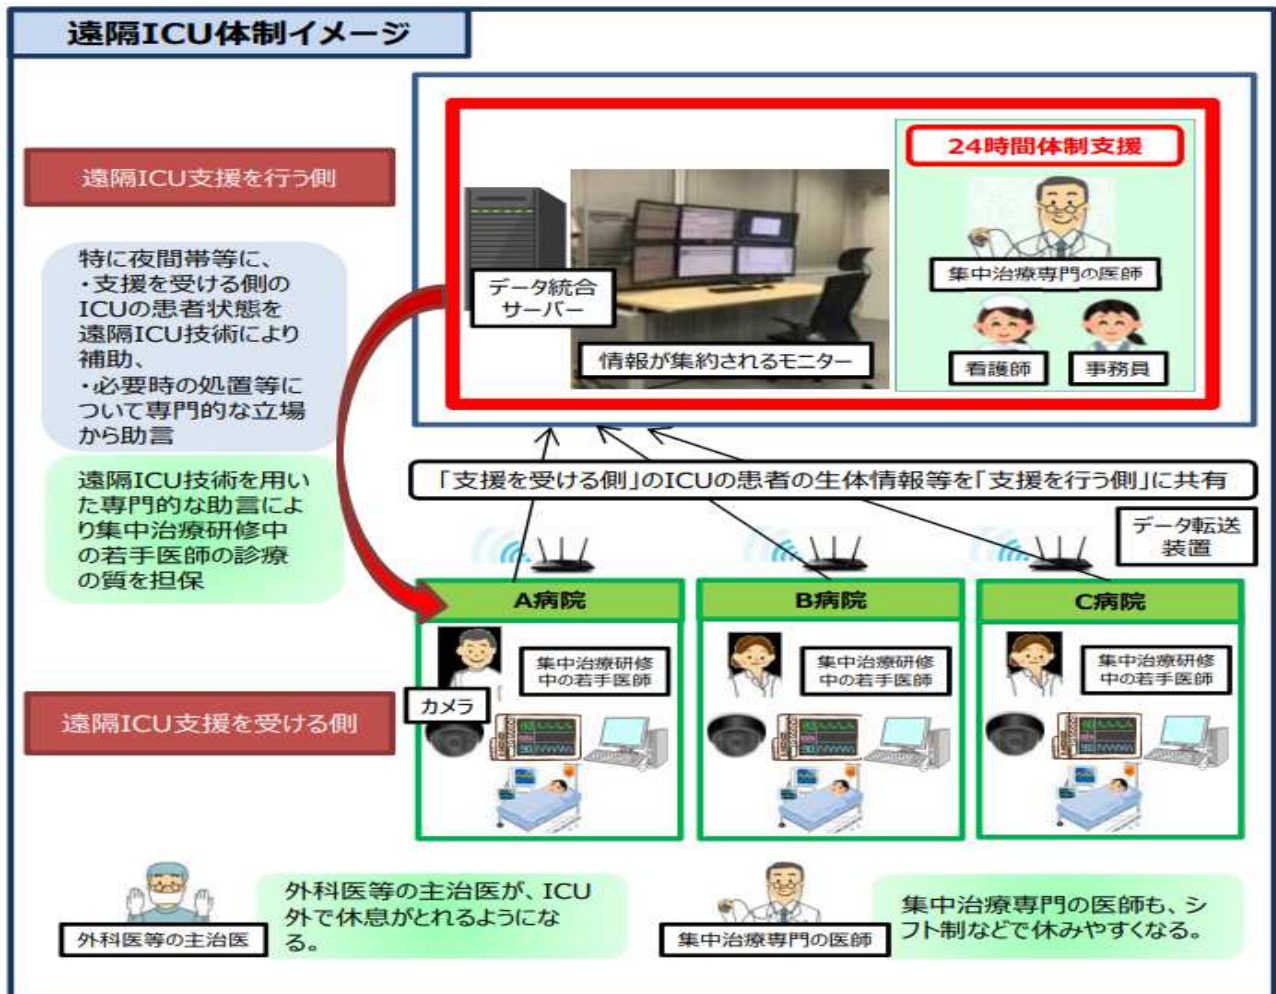 遠隔ICU体制イメージ
24時間体制支援
遠隔ICU支援を行う側
集中治療専門の医師
データ統合
サーバー
情報が集約されるモニター
看護師
事務員
特に夜間帯等に、
・支援を受ける側の
ICUの患者状態を
遠隔ICU技術により
補助、
・必要時の処置等に
ついて専門的な立場
から助言
遠隔ICU技術を用い
た専門的な助言によ
り集中治療研修中
の若手医師の診療
の質を担保
「支援を受ける側」のICUの患者の生体情報等を「支援を行う側」に共有
データ転送
装置
A病院
B病院
C病院
集中治療研修
中の若手医師
集中治療研修
中の若手医師
集中治療研修
中の若手医師
カメラ
遠隔ICU支援を受ける側
外科医等の主治医
外科医等の主治医が、ICU
外で休息がとれるようにな
る。
集中治療専門の医師
集中治療専門の医師も、シ
フト制などで休みやすくなる。